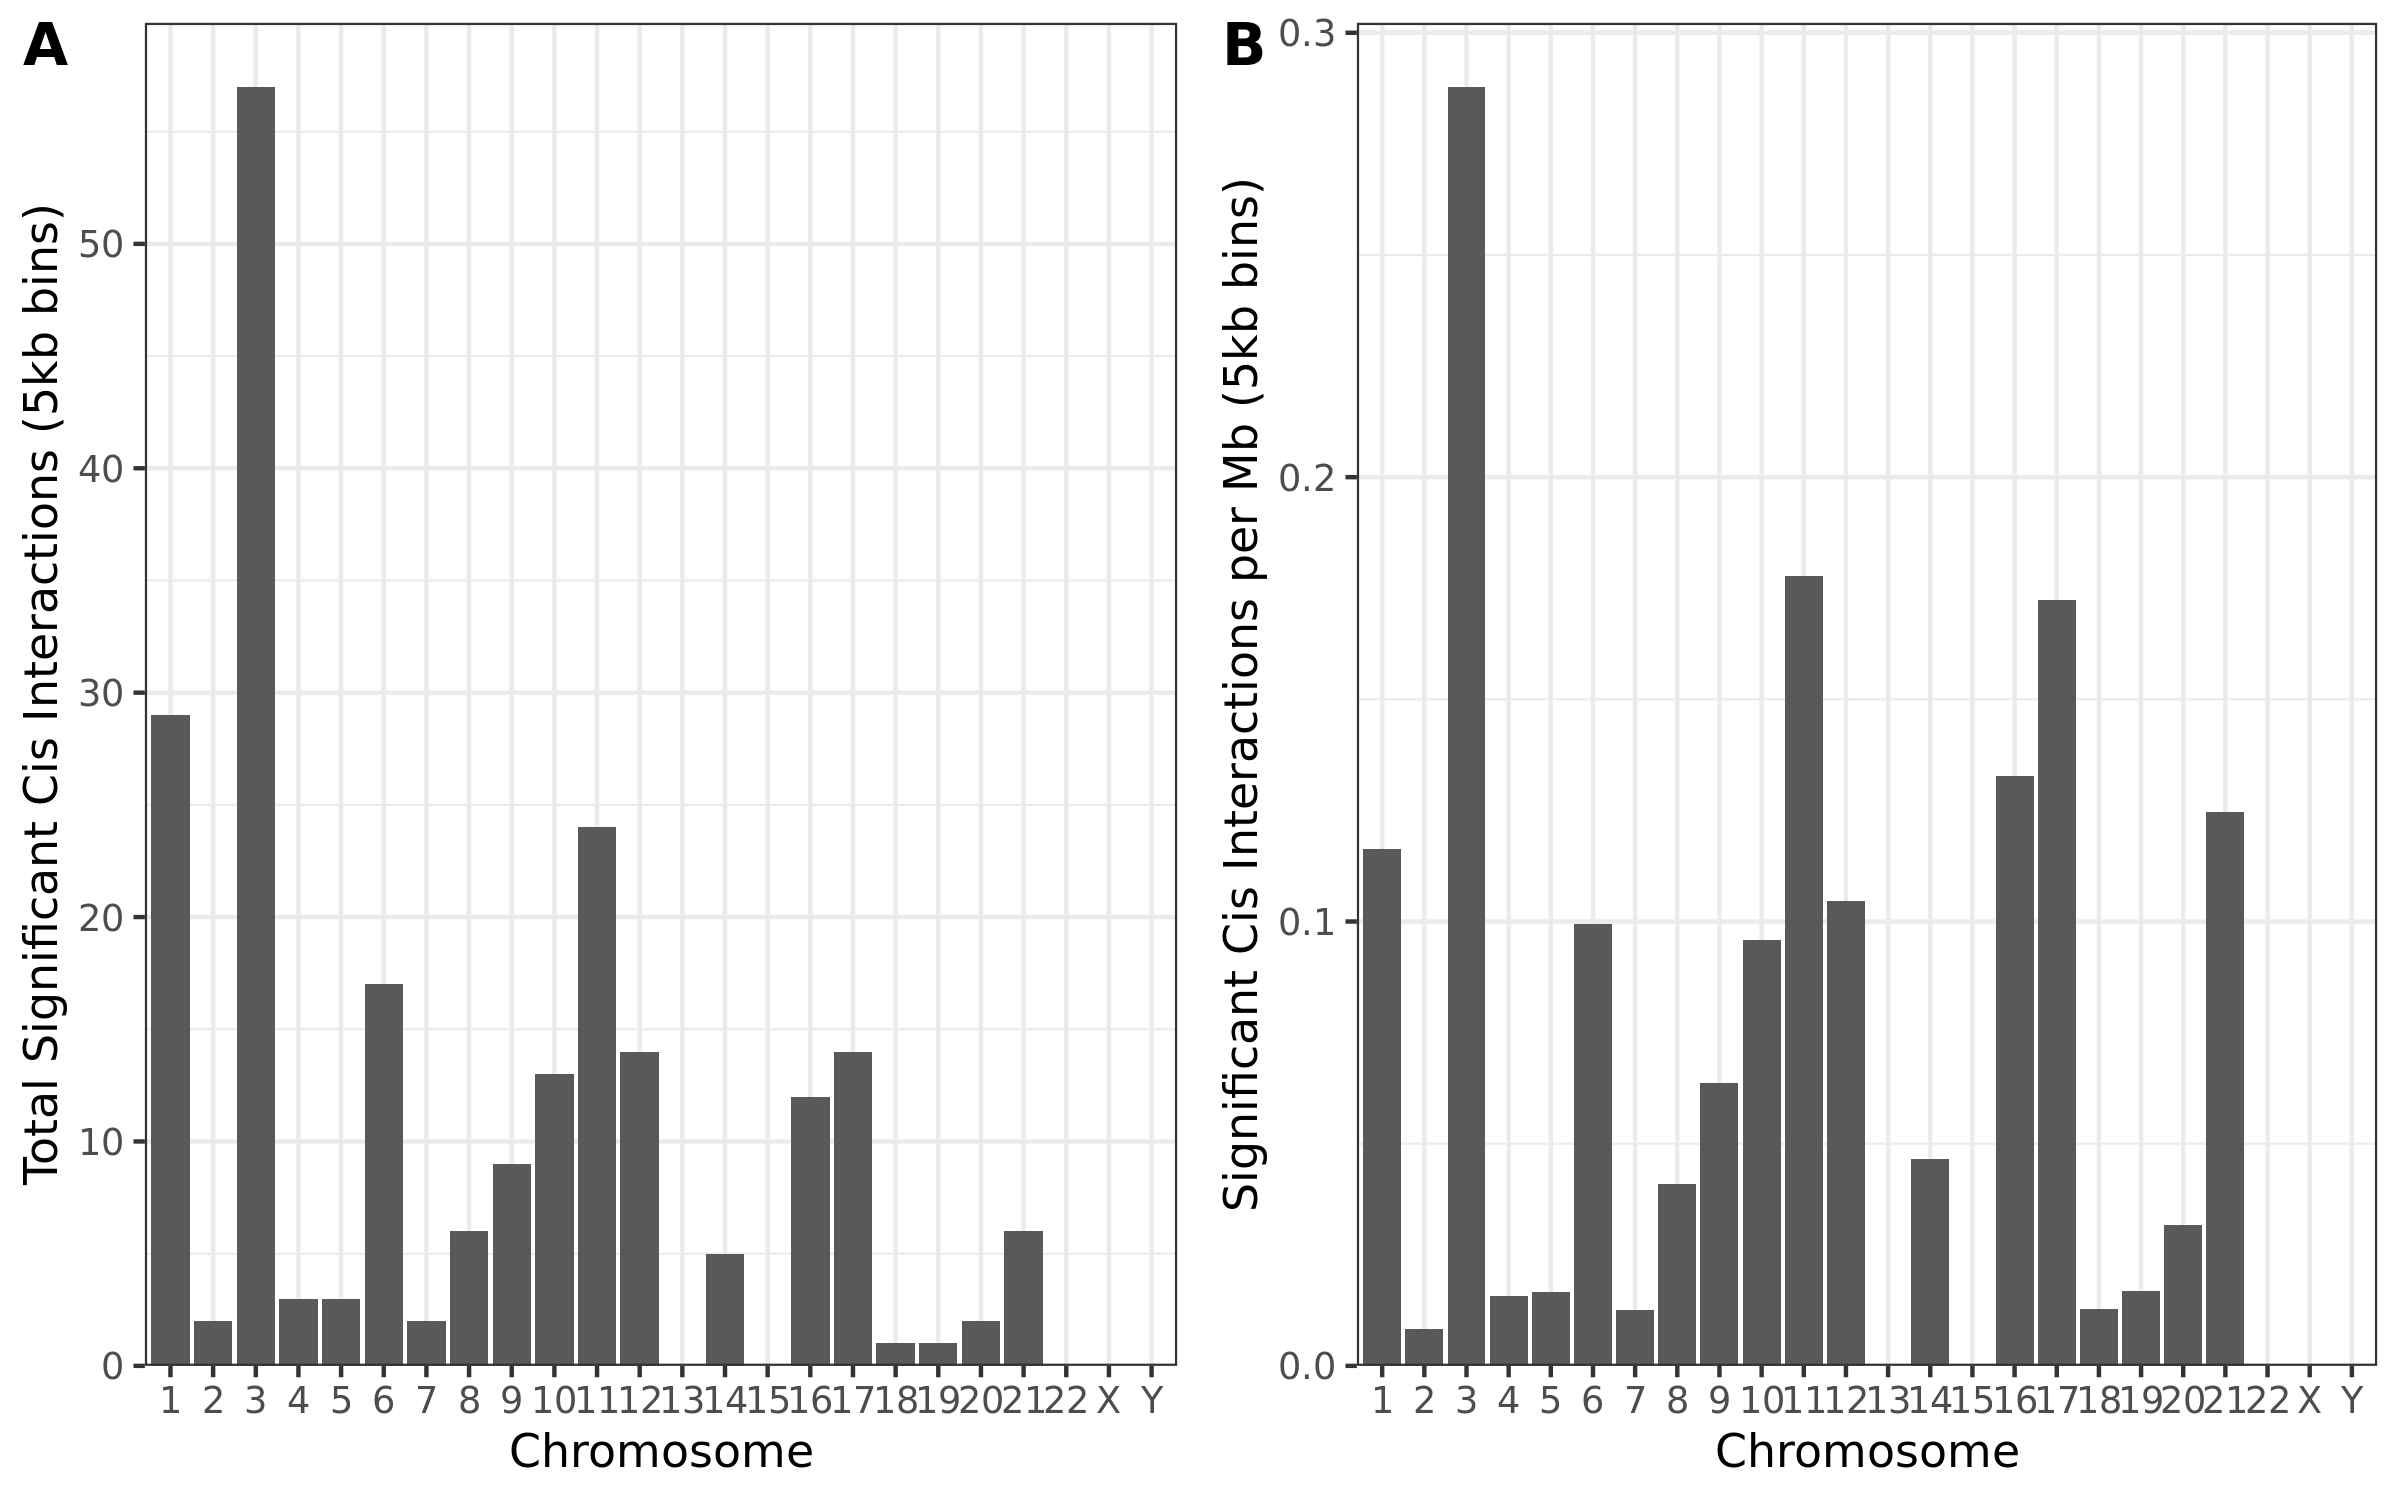 A
Total Significant Cis Interactions (5kb bins)
50
40
30
20
10
0
1 2 3 4 5 6 7 8 9 10 11 12 13 14 15 16 17 18 19 20 21 22 X Y
Chromosome
B
Significant Cis Interactions per Mb (5kb bins)
0.3
0.2
0.1
0.0
1 2 3 4 5 6 7 8 9 10 11 12 13 14 15 16 17 18 19 20 21 22 X Y
Chromosome